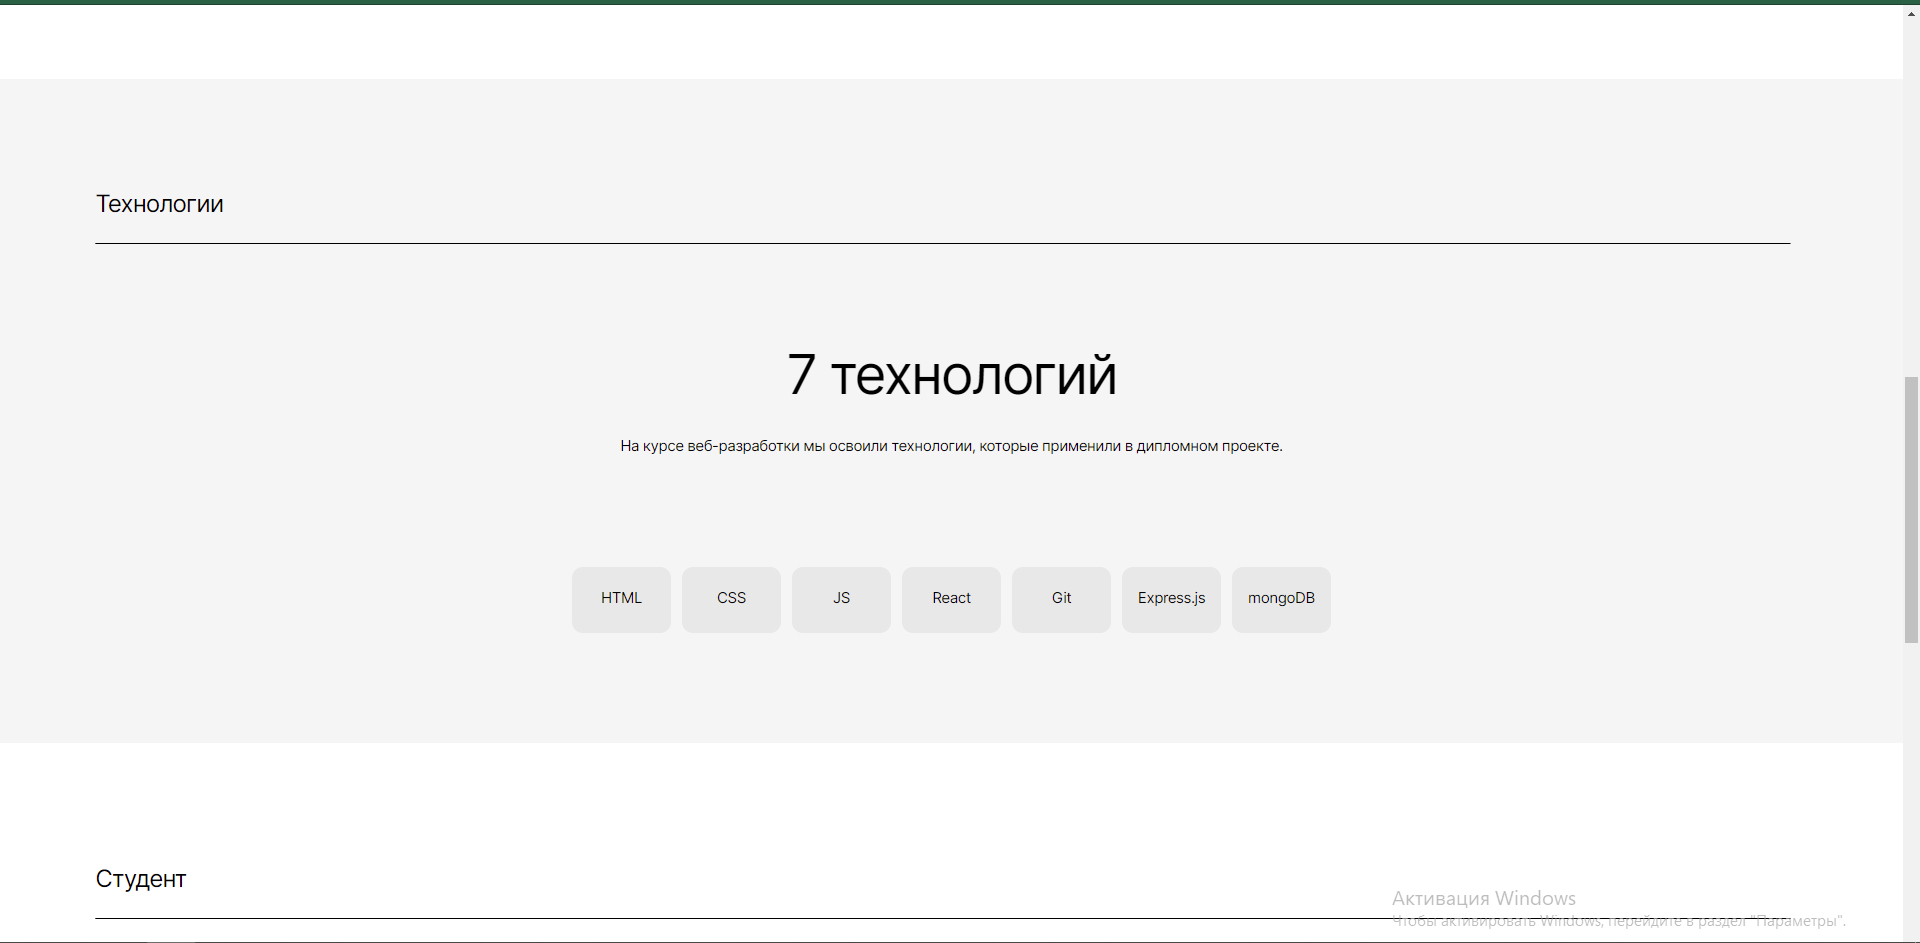 Технологии
7 технологий
На курсе веб-разработки мы освоили технологии, которые применили в дипломном проекте.
HTML CSS JS React Git Express.js mongoDB
Студент
Активация Windows
Чтобы активировать Windows, перейдите в раздел "Параметры".